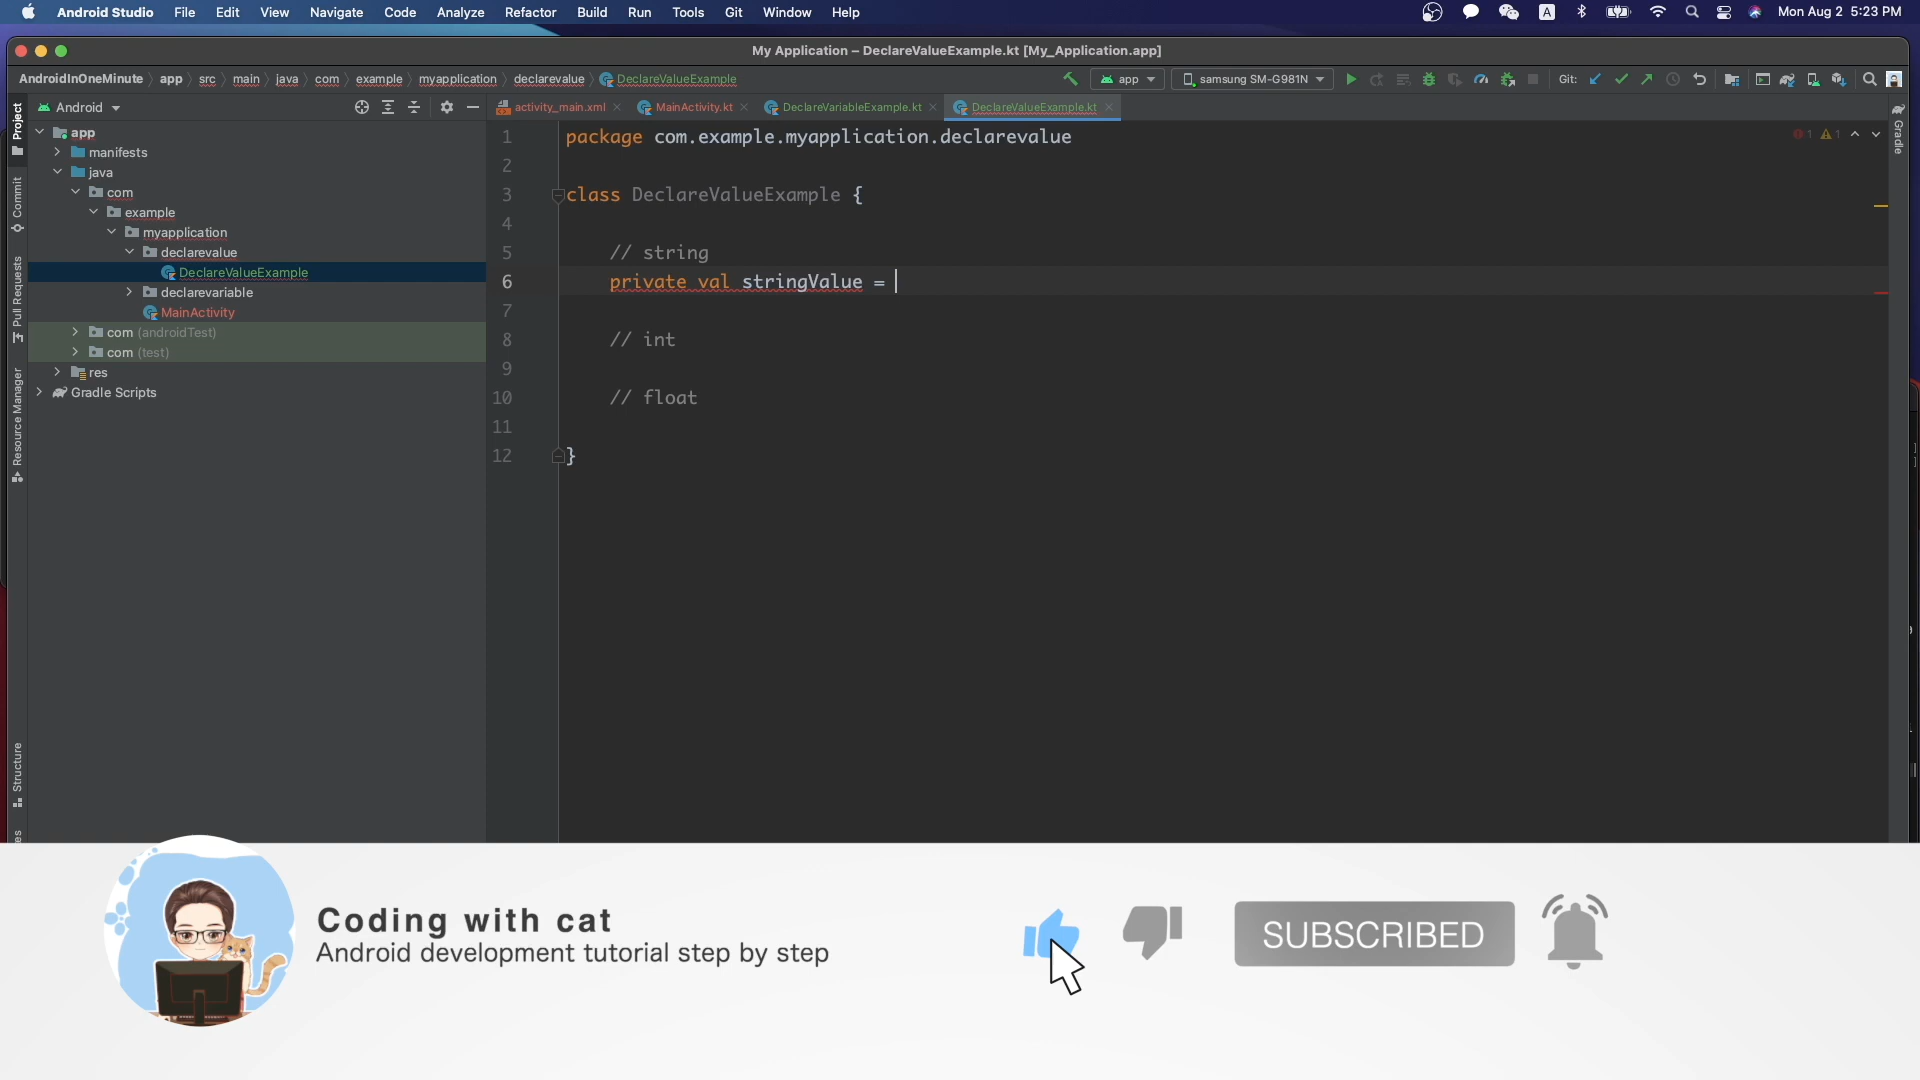 Android Studio File Edit View Navigate Code Analyze Refactor Build Run Tools Git Window Help A Mon Aug 2 5:23 PM
My Application – DeclareValueExample.kt [My_Application.app]
AndroidInOneMinute app src main java com example myapplication declarevalue DeclareValueExample app samsung SM-G981N Git:
Android
activity_main.xml MainActivity.kt DeclareVariableExample.kt DeclareValueExample.kt
Project
Commit
Pull Requests
Resource Manager
Structure
Gradle
app
manifests
java
com
example
myapplication
declarevalue
DeclareValueExample
declarevariable
MainActivity
com (androidTest)
com (test)
res
Gradle Scripts
1 package com.example.myapplication.declarevalue
1 1
2
3 class DeclareValueExample {
4
5 // string
6 private val stringValue =
7
8 // int
9
10 // float
11
12 }
Coding with cat
Android development tutorial step by step
SUBSCRIBED